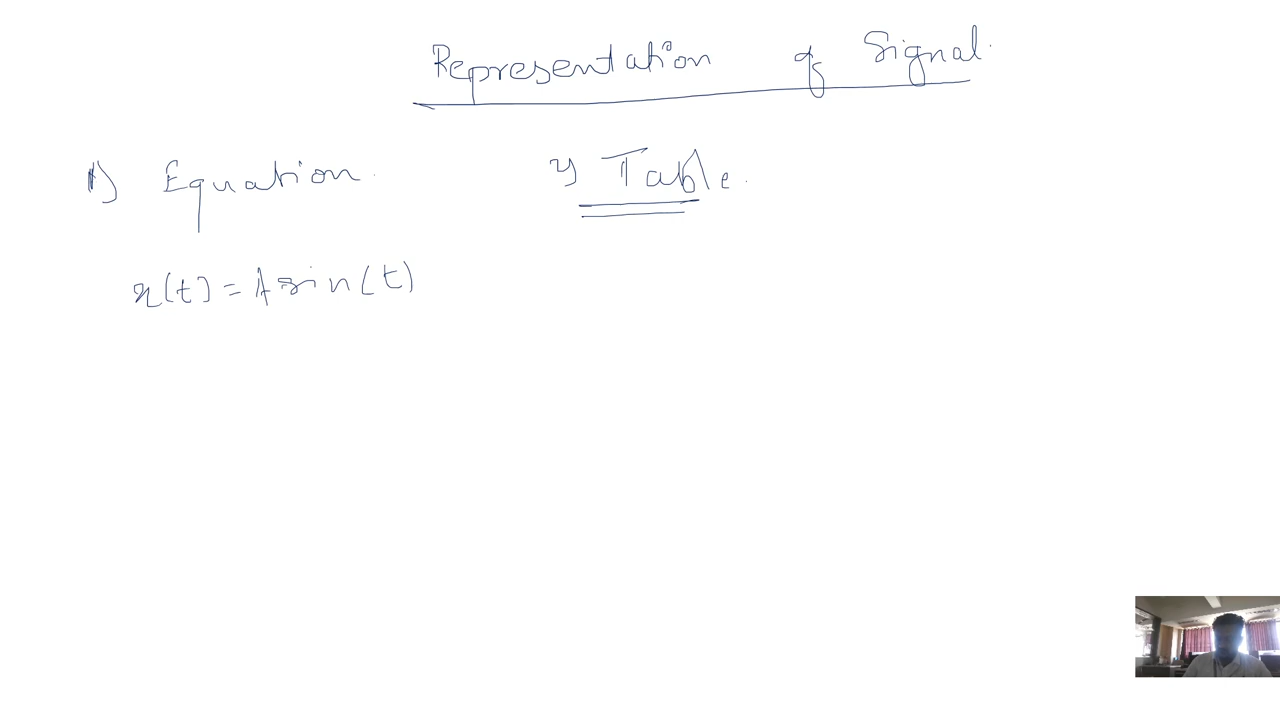 Representation of Signal.
1) Equation.
2) Table.
x(t) = A sin(t)